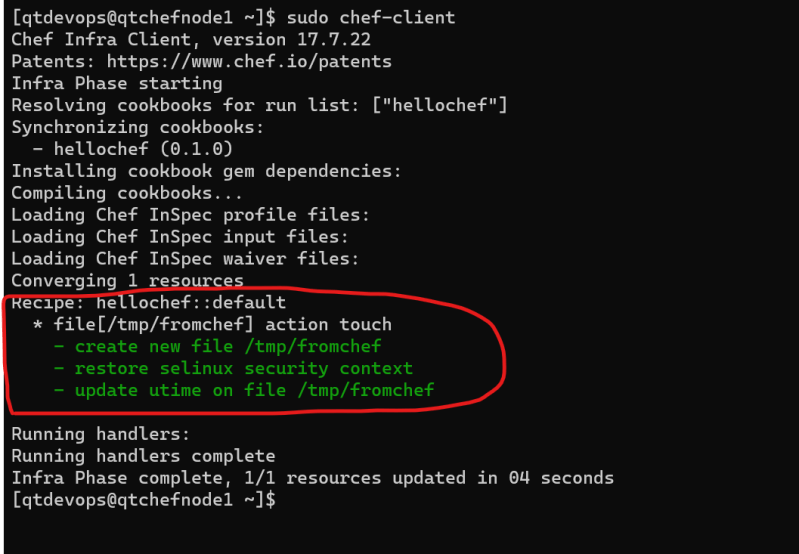 [qtdevops@qtchefnode1 ~]$ sudo chef-client
Chef Infra Client, version 17.7.22
Patents: https://www.chef.io/patents
Infra Phase starting
Resolving cookbooks for run list: ["hellochef"]
Synchronizing cookbooks:
  - hellochef (0.1.0)
Installing cookbook gem dependencies:
Compiling cookbooks...
Loading Chef InSpec profile files:
Loading Chef InSpec input files:
Loading Chef InSpec waiver files:
Converging 1 resources
Recipe: hellochef::default
  * file[/tmp/fromchef] action touch
    - create new file /tmp/fromchef
    - restore selinux security context
    - update utime on file /tmp/fromchef
Running handlers:
Running handlers complete
Infra Phase complete, 1/1 resources updated in 04 seconds
[qtdevops@qtchefnode1 ~]$